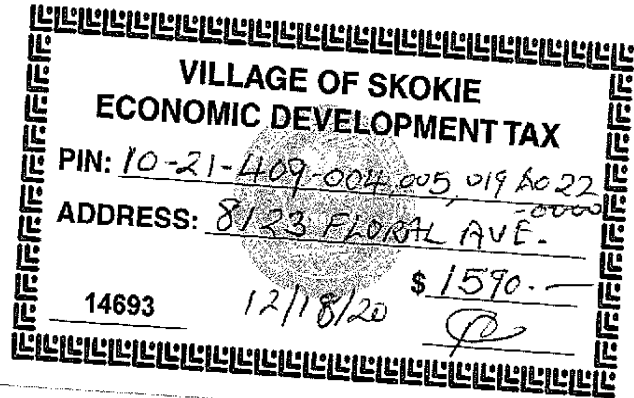 VILLAGE OF SKOKIE
ECONOMIC DEVELOPMENT TAX
PIN: 10-21-409-004,005,019 to 22
-0000
ADDRESS: 8123 FLORAL AVE.
$ 1590.—
14693 12/18/20